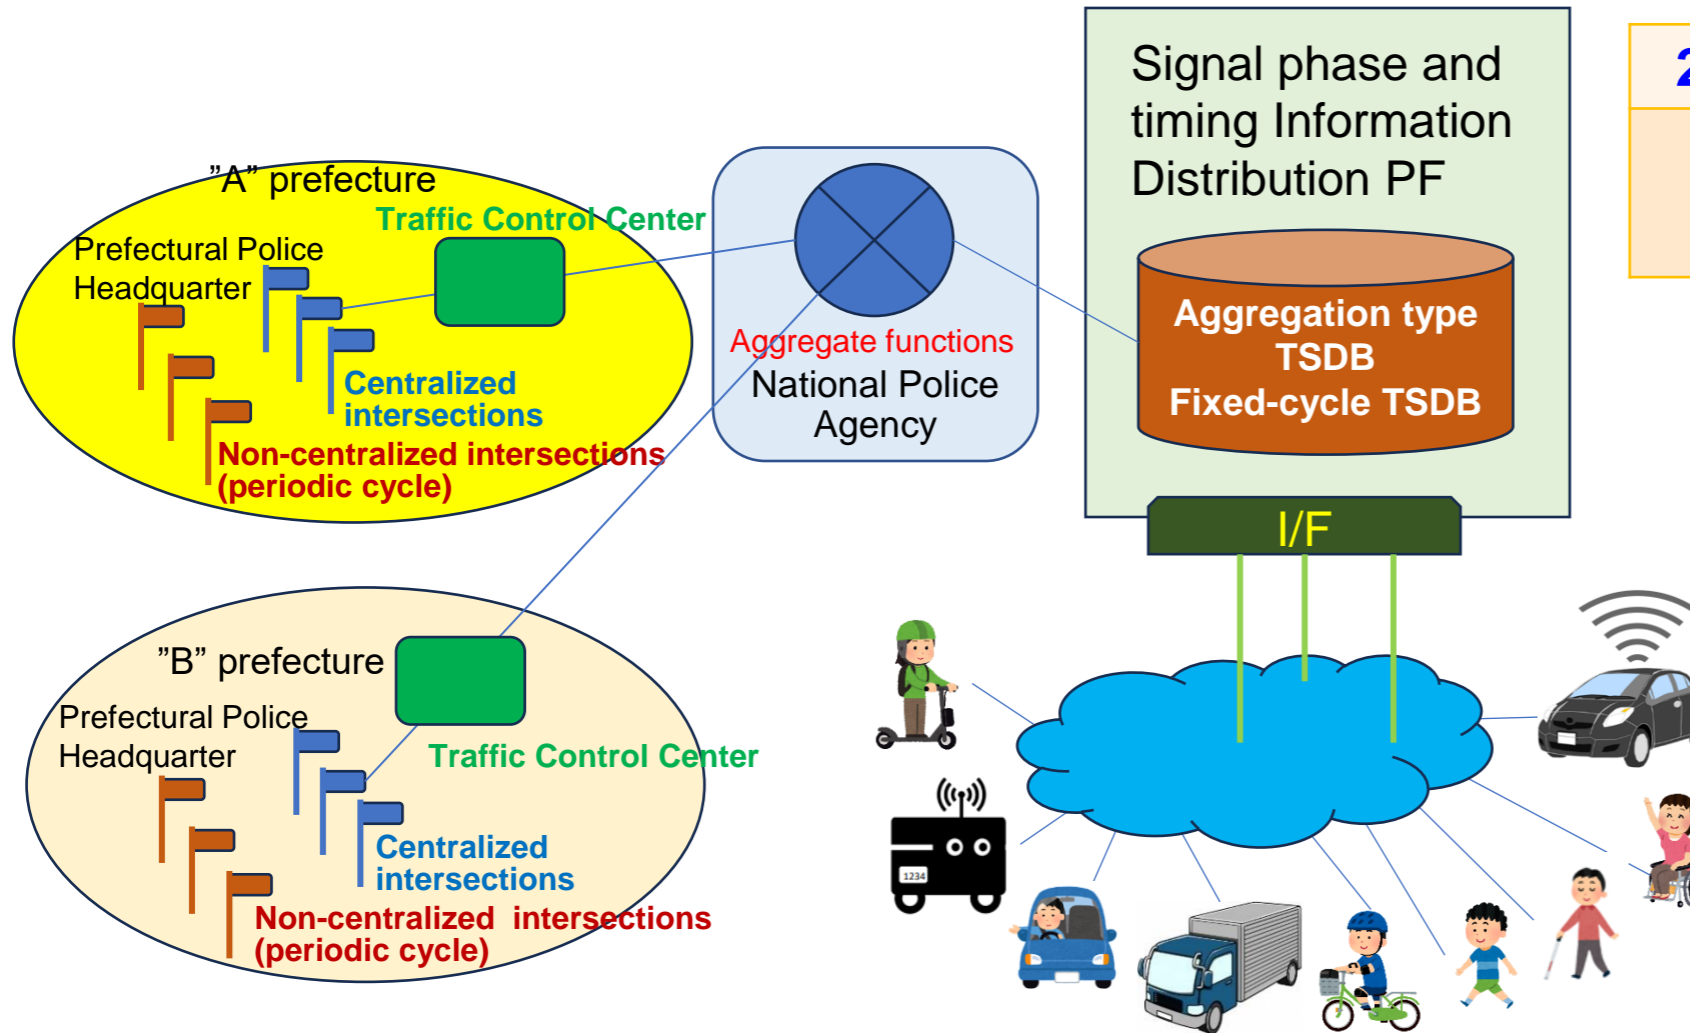 ”A” prefecture
Traffic Control Center
Prefectural Police
Headquarter
Centralized
intersections
Non-centralized intersections
(periodic cycle)
Aggregate functions
National Police
Agency
Signal phase and
timing Information
Distribution PF
Aggregation type
TSDB
Fixed-cycle TSDB
I/F
2
”B” prefecture
Prefectural Police
Headquarter
Traffic Control Center
Centralized
intersections
Non-centralized intersections
(periodic cycle)
1234